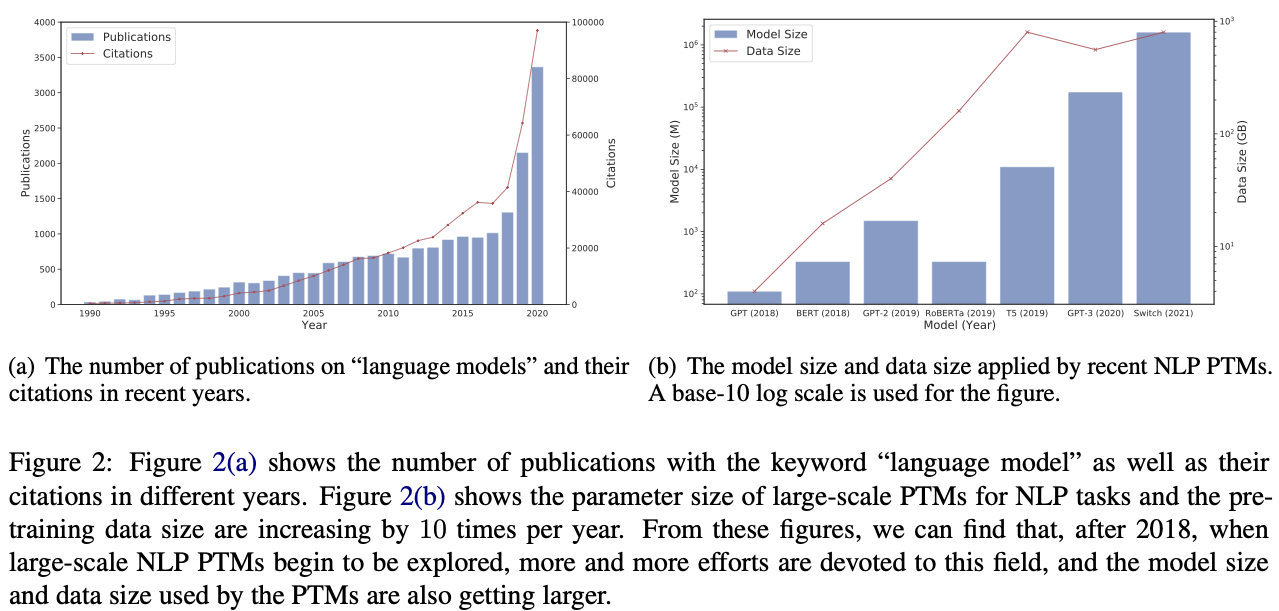 4000
3500
3000
2500
2000
1500
1000
500
0
Publications
100000
80000
60000
40000
20000
0
Citations
Publications
Citations
1990 1995 2000 2005 2010 2015 2020
Year
10^6
10^5
10^4
10^3
10^2
Model Size (M)
10^3
10^2
10^1
Data Size (GB)
Model Size
Data Size
GPT (2018) BERT (2018) GPT-2 (2019) RoBERTa (2019) T5 (2019) GPT-3 (2020) Switch (2021)
Model (Year)
(a) The number of publications on “language models” and their
citations in recent years.
(b) The model size and data size applied by recent NLP PTMs.
A base-10 log scale is used for the figure.
Figure 2: Figure 2(a) shows the number of publications with the keyword “language model” as well as their
citations in different years. Figure 2(b) shows the parameter size of large-scale PTMs for NLP tasks and the pre-
training data size are increasing by 10 times per year. From these figures, we can find that, after 2018, when
large-scale NLP PTMs begin to be explored, more and more efforts are devoted to this field, and the model size
and data size used by the PTMs are also getting larger.